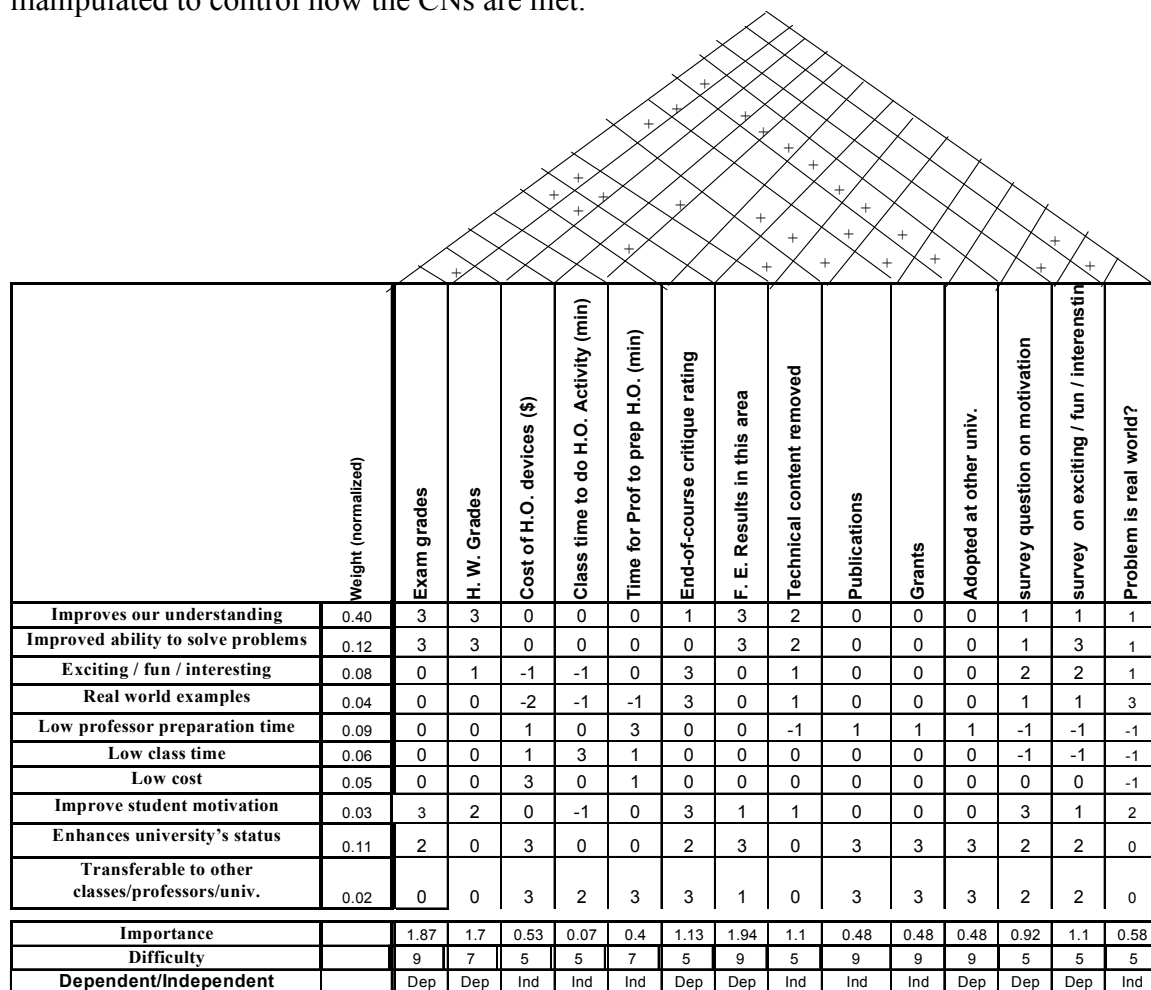 manipulated to control how the CNs are met.
+
+
+ +
+
+
+ +
+
+ +
+ + +
+
+ + +
+ + +
+ + + + + + +
Weight (normalized) Exam grades H. W. Grades Cost of H.O. devices ($) Class time to do H.O. Activity (min) Time for Prof to prep H.O. (min) End-of-course critique rating F. E. Results in this area Technical content removed Publications Grants Adopted at other univ. survey question on motivation survey on exciting / fun / interenstin Problem is real world?
Improves our understanding 0.40 3 3 0 0 0 1 3 2 0 0 0 1 1 1
Improved ability to solve problems 0.12 3 3 0 0 0 0 3 2 0 0 0 1 3 1
Exciting / fun / interesting 0.08 0 1 -1 -1 0 3 0 1 0 0 0 2 2 1
Real world examples 0.04 0 0 -2 -1 -1 3 0 1 0 0 0 1 1 3
Low professor preparation time 0.09 0 0 1 0 3 0 0 -1 1 1 1 -1 -1 -1
Low class time 0.06 0 0 1 3 1 0 0 0 0 0 0 -1 -1 -1
Low cost 0.05 0 0 3 0 1 0 0 0 0 0 0 0 0 -1
Improve student motivation 0.03 3 2 0 -1 0 3 1 1 0 0 0 3 1 2
Enhances university's status 0.11 2 0 3 0 0 2 3 0 3 3 3 2 2 0
Transferable to other
classes/professors/univ. 0.02 0 0 3 2 3 3 1 0 3 3 3 2 2 0
Importance 1.87 1.7 0.53 0.07 0.4 1.13 1.94 1.1 0.48 0.48 0.48 0.92 1.1 0.58
Difficulty 9 7 5 5 7 5 9 5 9 9 9 5 5 5
Dependent/Independent Dep Dep Ind Ind Ind Dep Dep Ind Ind Ind Dep Dep Dep Ind